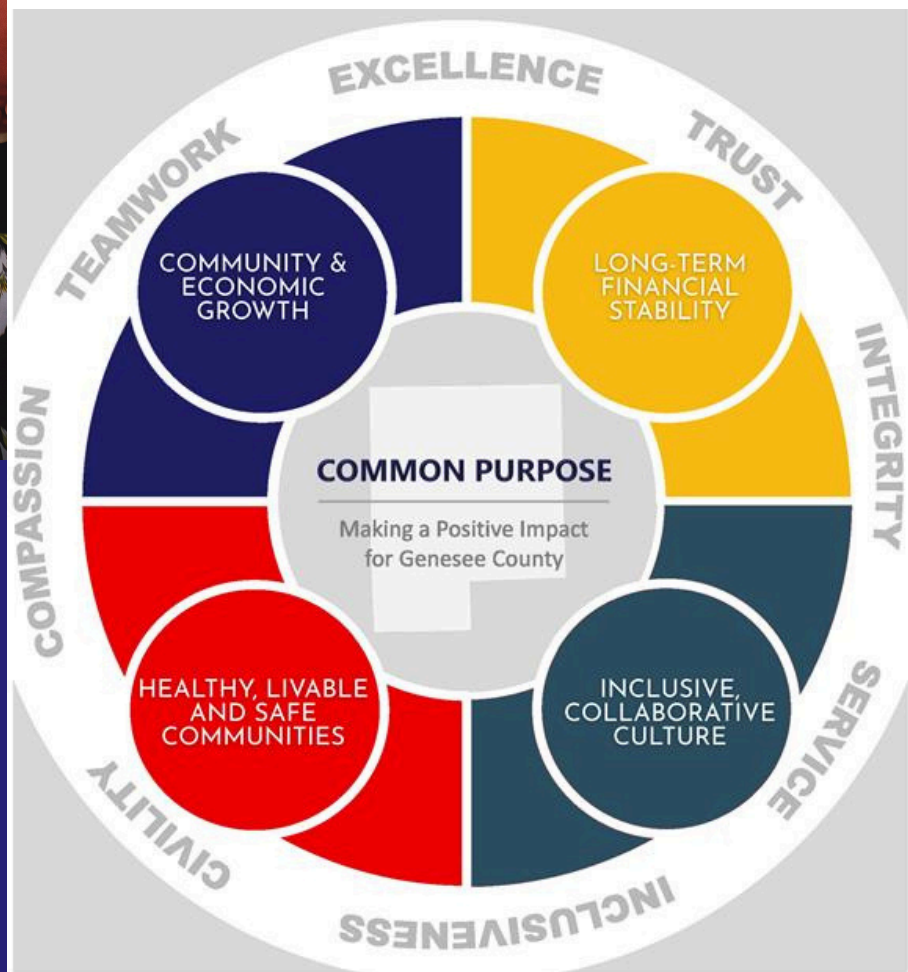 EXCELLENCE
TRUST
INTEGRITY
SERVICE
INCLUSIVENESS
CIVILITY
COMPASSION
TEAMWORK
COMMUNITY &
ECONOMIC
GROWTH
LONG-TERM
FINANCIAL
STABILITY
COMMON PURPOSE
Making a Positive Impact
for Genesee County
HEALTHY, LIVABLE
AND SAFE
COMMUNITIES
INCLUSIVE,
COLLABORATIVE
CULTURE